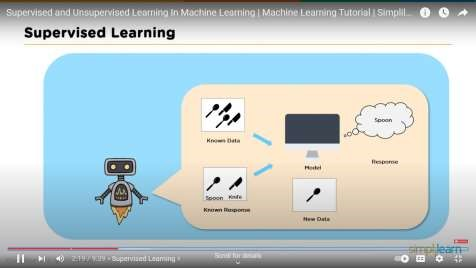 Supervised and Unsupervised Learning In Machine Learning | Machine Learning Tutorial | Simplil...
Supervised Learning
Spoon
Known Data
Model
Response
Spoon Knife
Known Response
New Data
simplilearn
2:19 / 9:39 • Supervised Learning >
Scroll for details